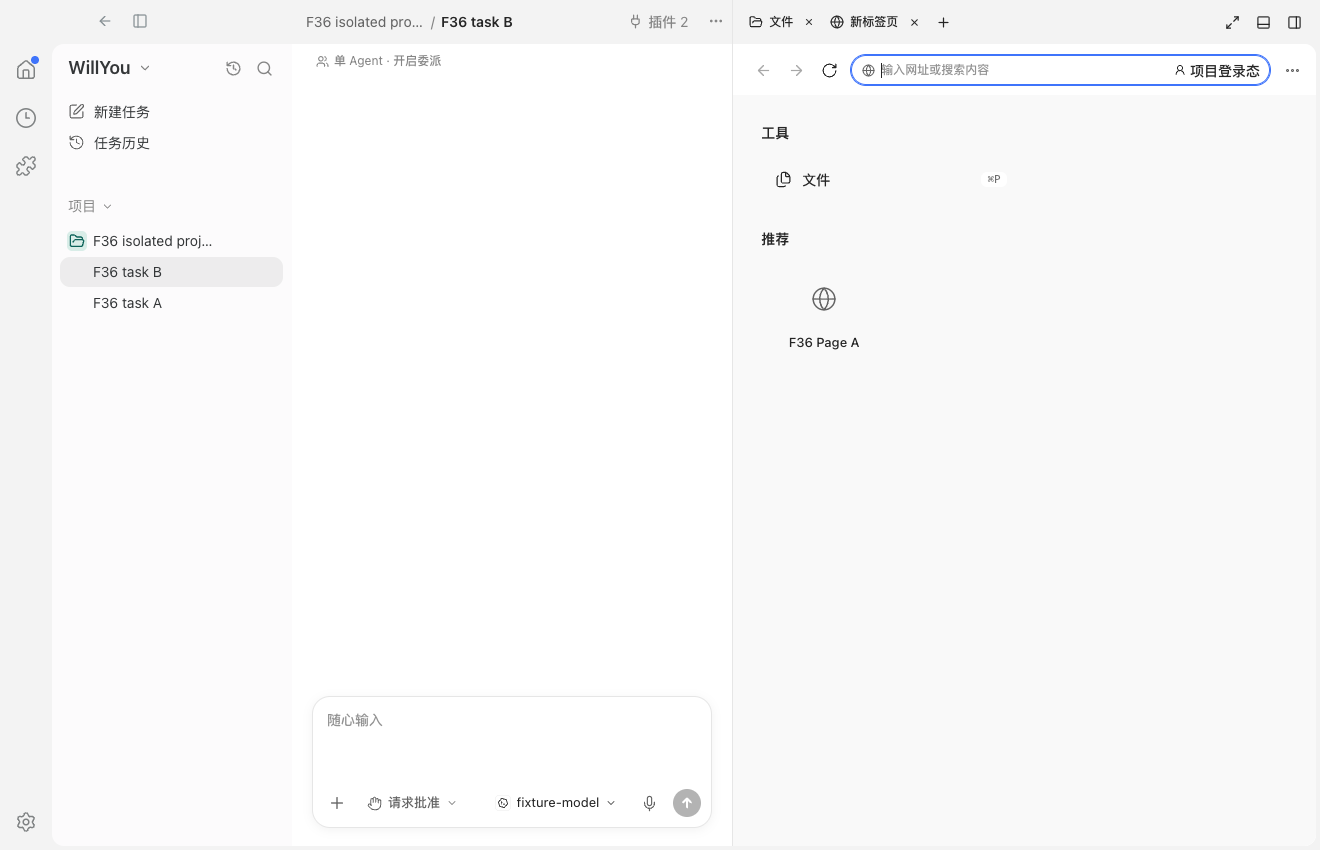 F36 isolated pro... / F36 task B
插件 2
文件
新标签页
WillYou
单 Agent · 开启委派
输入网址或搜索内容
项目登录态
新建任务
任务历史
项目
F36 isolated proj...
F36 task B
F36 task A
工具
文件
⌘P
推荐
F36 Page A
随心输入
请求批准
fixture-model